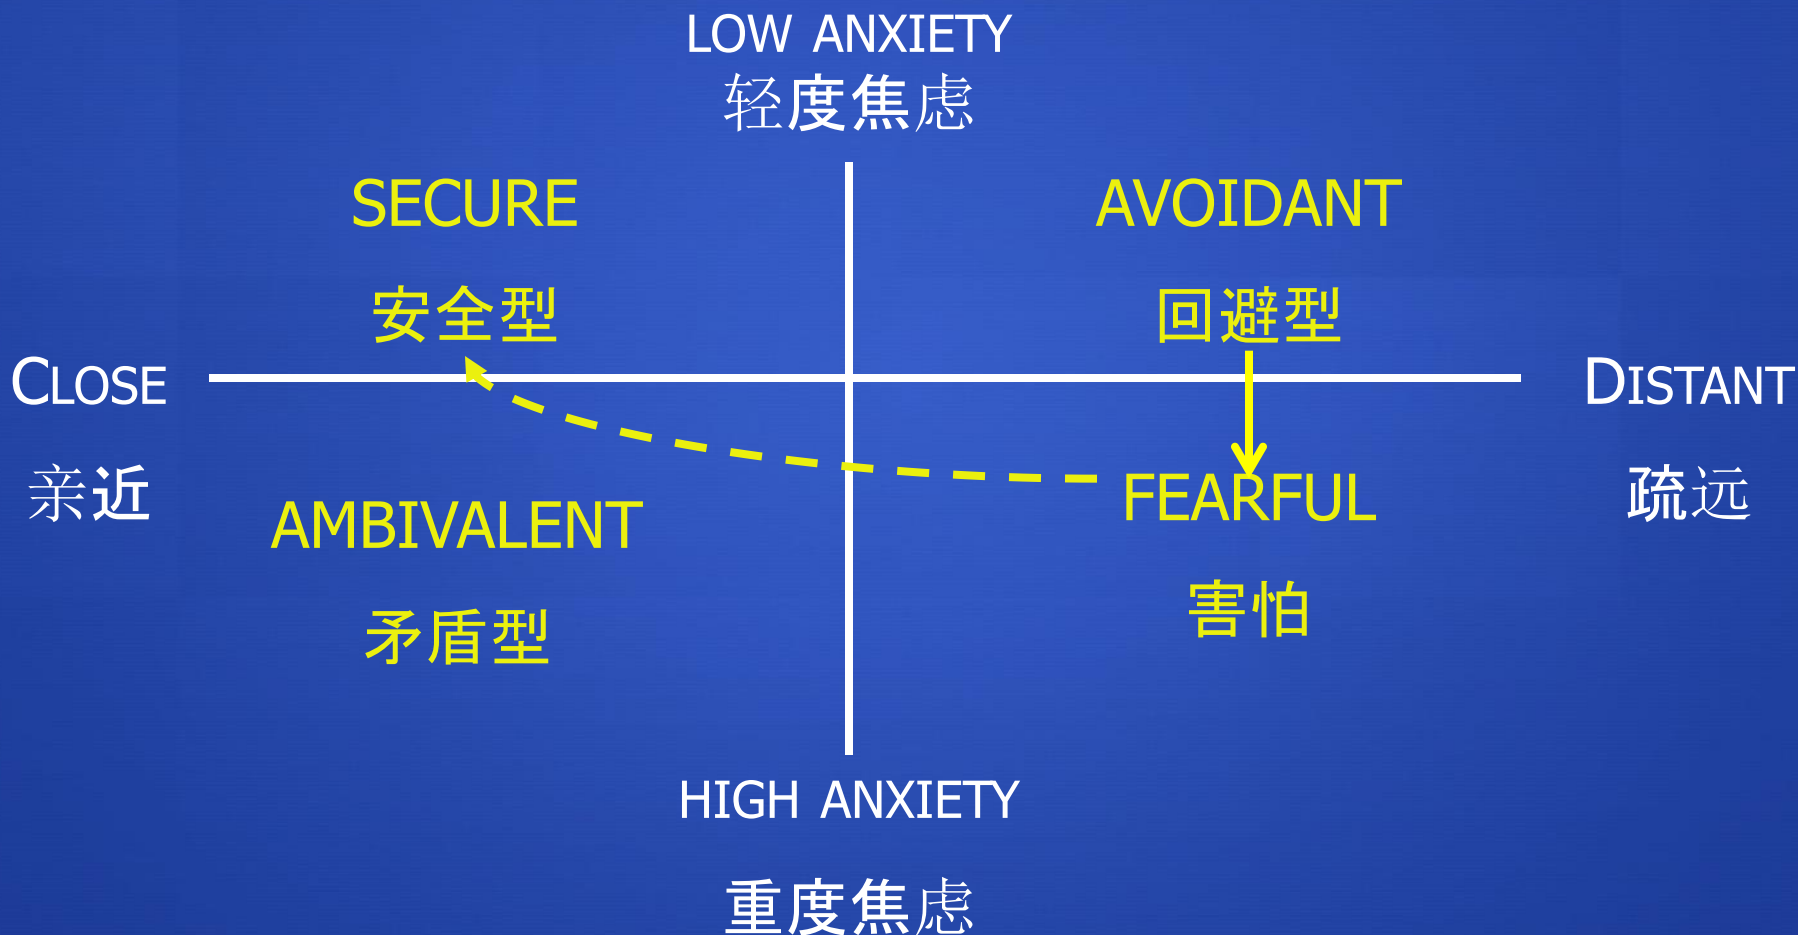 LOW ANXIETY
轻度焦虑
SECURE
AVOIDANT
安全型
回避型
CLOSE
DISTANT
亲近
疏远
AMBIVALENT
FEARFUL
矛盾型
害怕
HIGH ANXIETY
重度焦虑